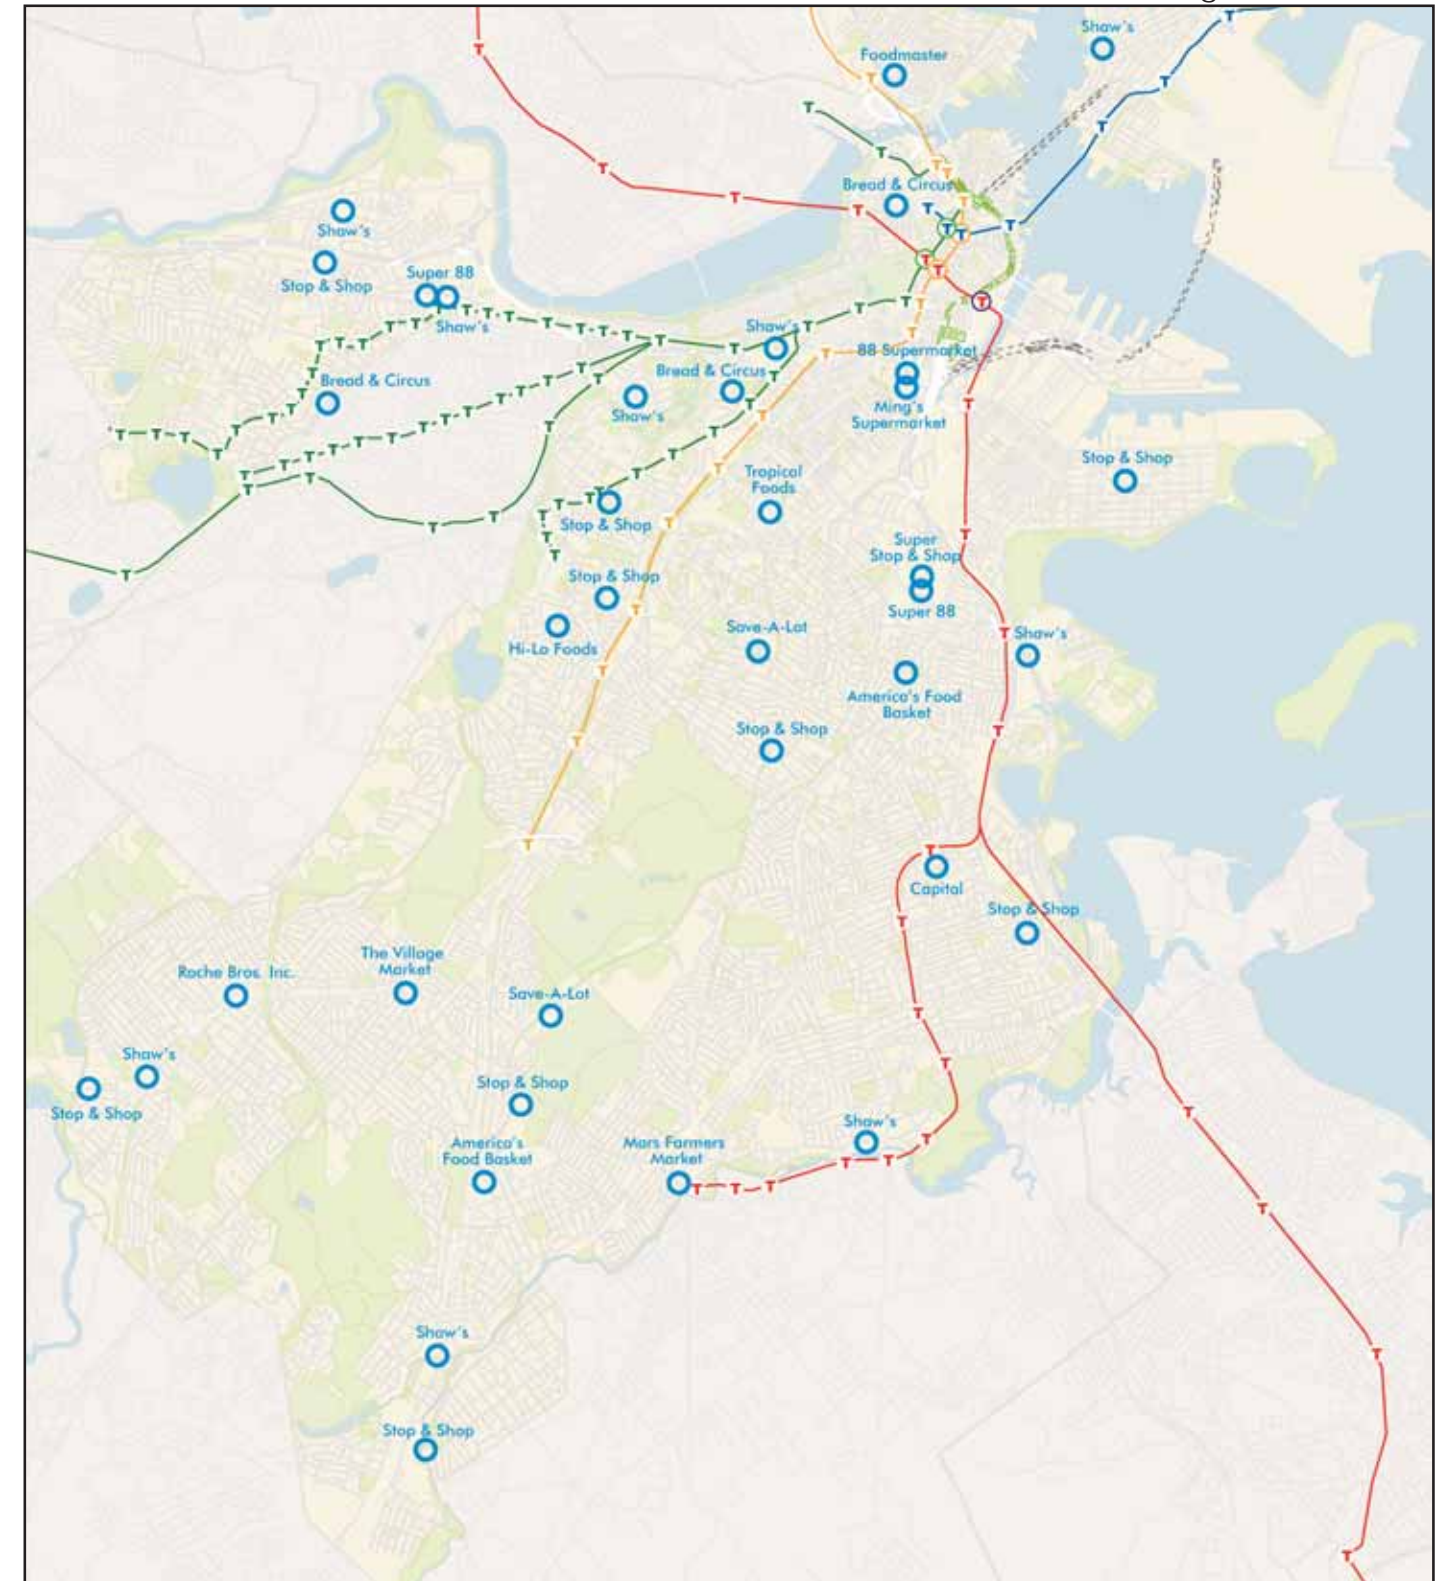 Shaw's
Foodmaster
Bread & Circus
Shaw's
Stop & Shop
Super 88
Shaw's
Shaw's
88 Supermarket
Bread & Circus
Bread & Circus
Shaw's
Ming's
Supermarket
Stop & Shop
Tropical
Foods
Stop & Shop
Super
Stop & Shop
Stop & Shop
Super 88
Save-A-Lot
Shaw's
Hi-Lo Foods
America's Food
Basket
Stop & Shop
Capital
Stop & Shop
The Village
Market
Roche Bros. Inc.
Save-A-Lot
Shaw's
Stop & Shop
Stop & Shop
Shaw's
America's
Food Basket
Mars Farmers
Market
Shaw's
Stop & Shop